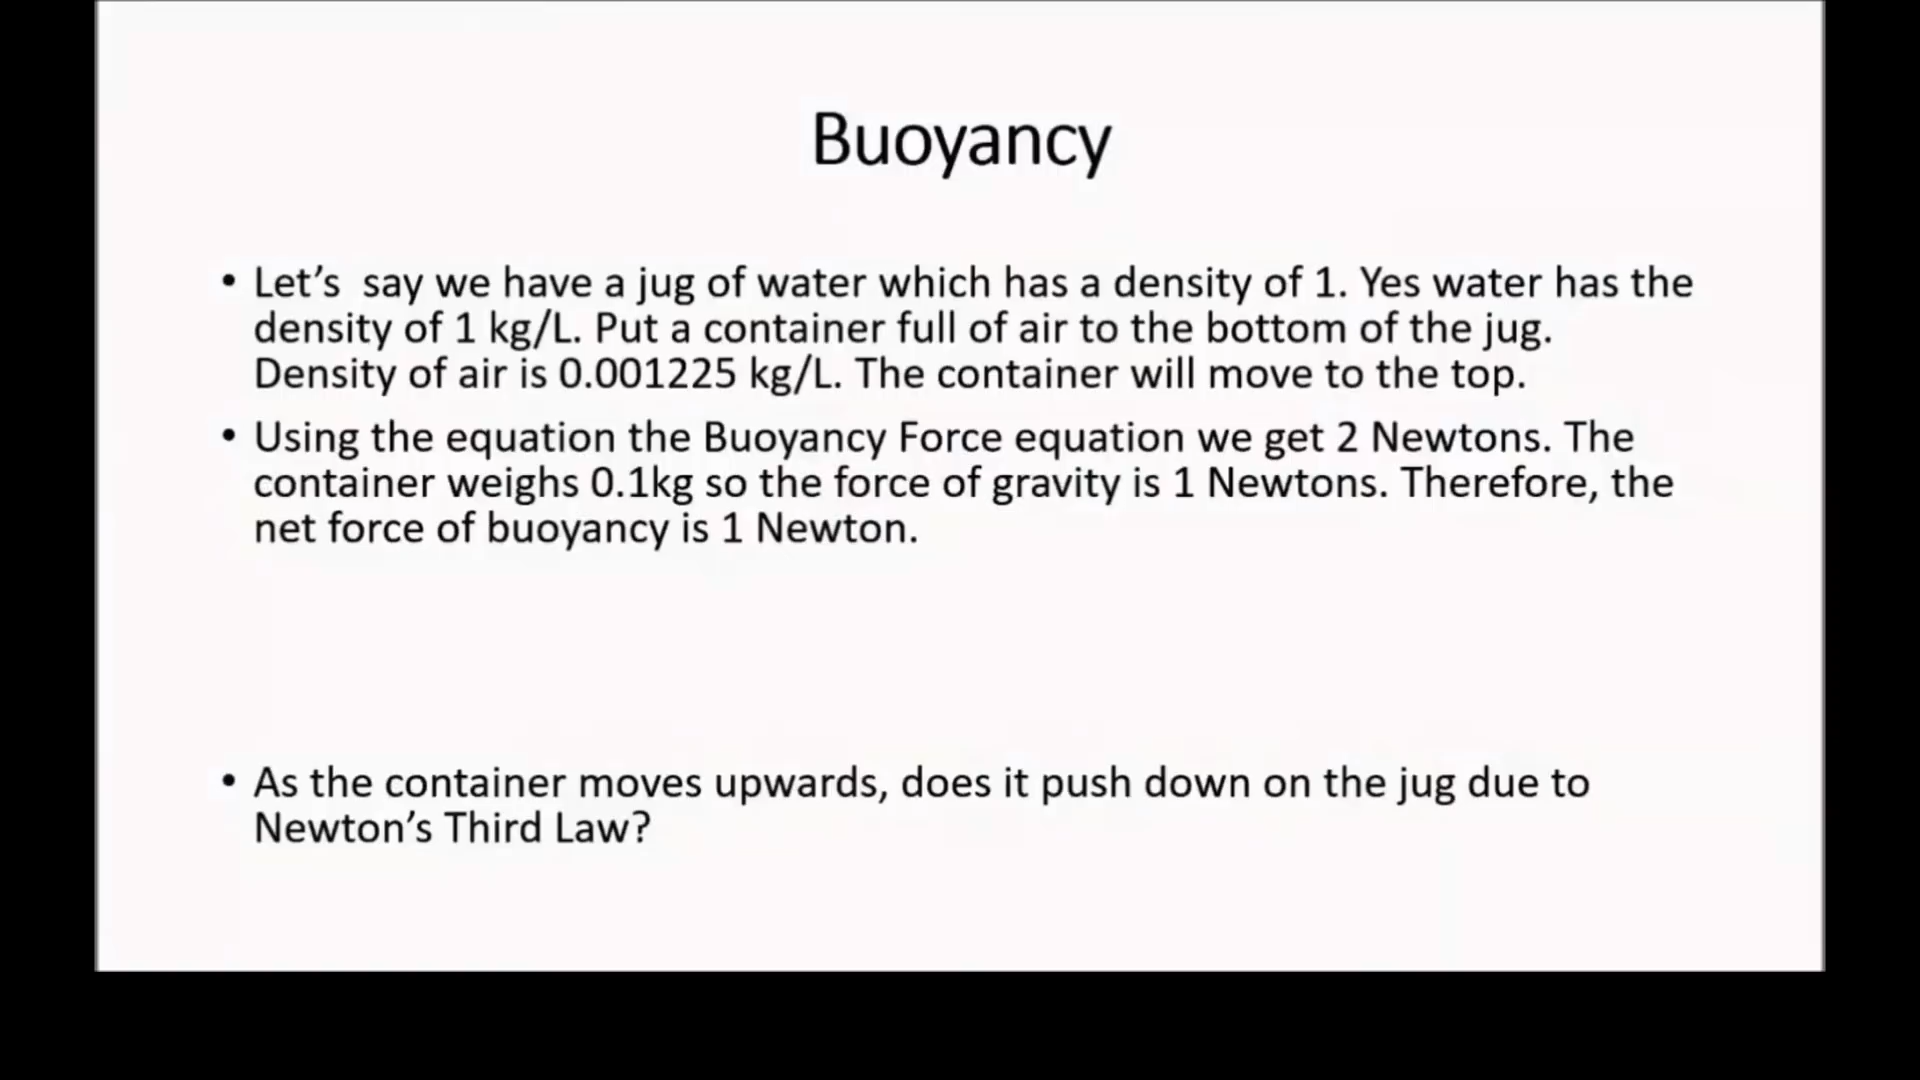 Buoyancy
• Let’s  say we have a jug of water which has a density of 1. Yes water has the
density of 1 kg/L. Put a container full of air to the bottom of the jug.
Density of air is 0.001225 kg/L. The container will move to the top.
• Using the equation the Buoyancy Force equation we get 2 Newtons. The
container weighs 0.1kg so the force of gravity is 1 Newtons. Therefore, the
net force of buoyancy is 1 Newton.
• As the container moves upwards, does it push down on the jug due to
Newton’s Third Law?